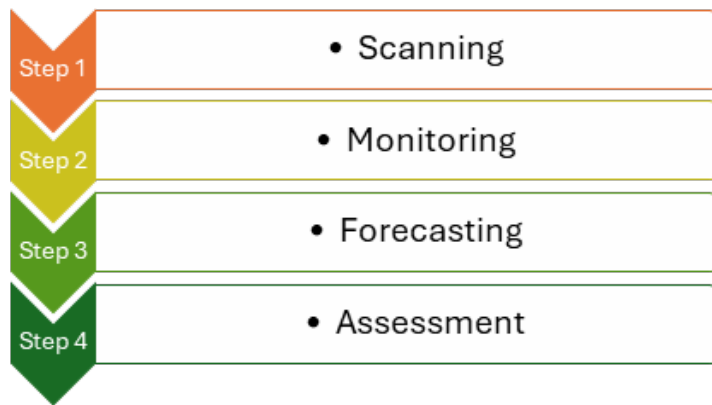 Step 1
• Scanning
Step 2
• Monitoring
Step 3
• Forecasting
Step 4
• Assessment